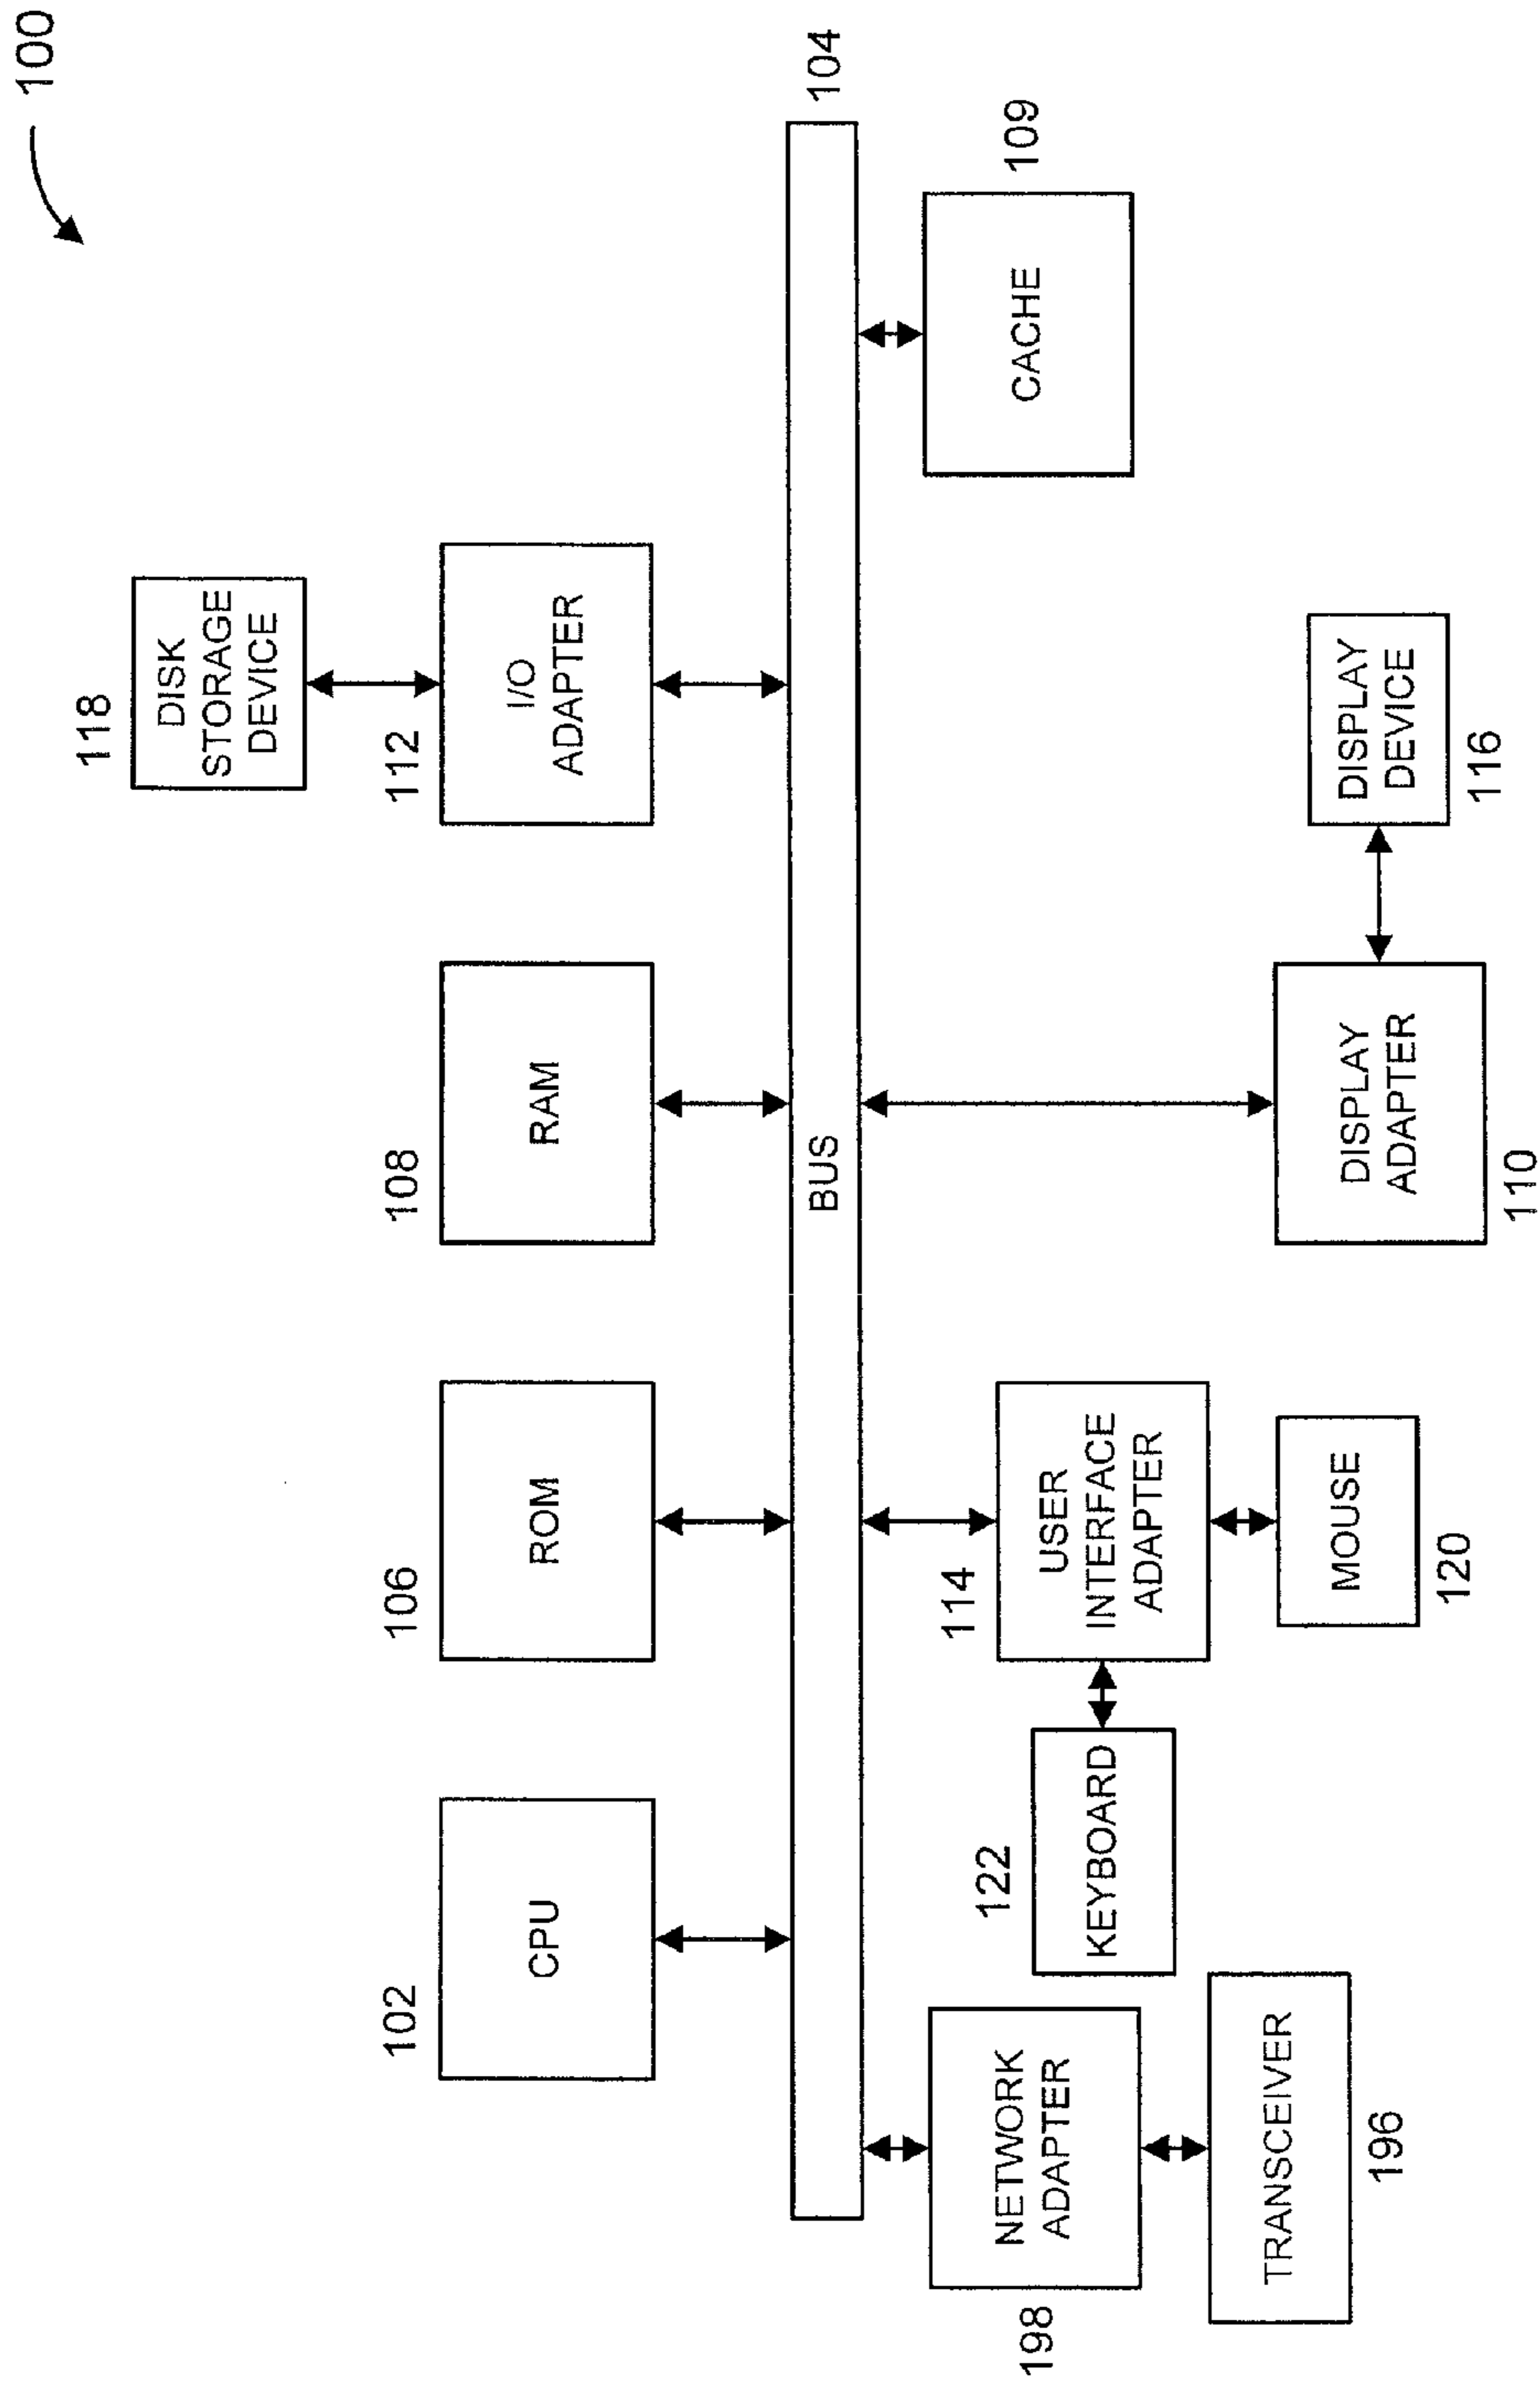 100
118
DISK
STORAGE
DEVICE
102
CPU
106
ROM
108
RAM
112
I/O
ADAPTER
BUS
104
198
NETWORK
ADAPTER
TRANSCEIVER
196
122
KEYBOARD
114
USER
INTERFACE
ADAPTER
MOUSE
120
DISPLAY
ADAPTER
110
DISPLAY
DEVICE
116
CACHE
109